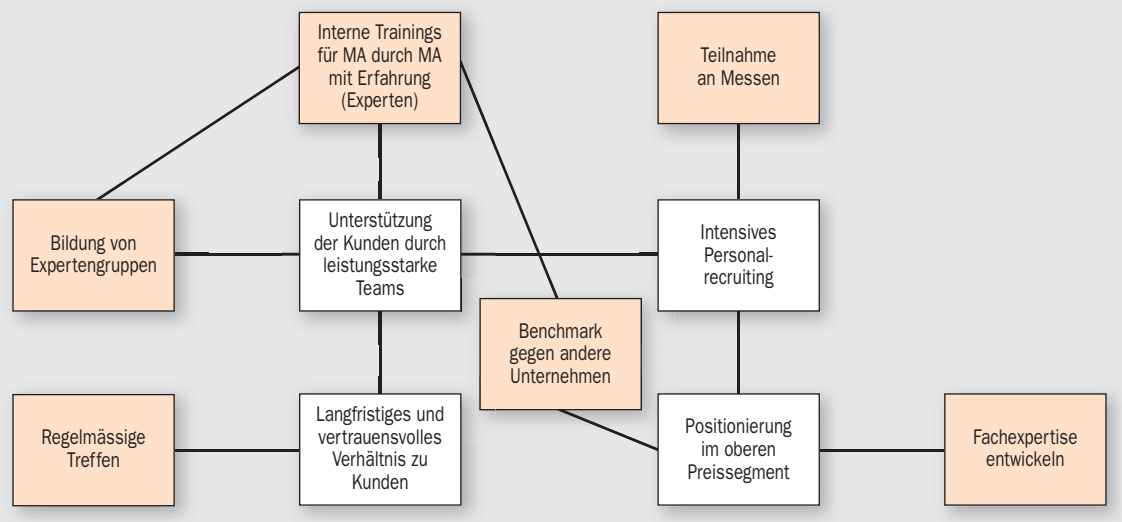 Interne Trainings
für MA durch MA
mit Erfahrung
(Experten)
Teilnahme
an Messen
Bildung von
Expertengruppen
Unterstützung
der Kunden durch
leistungsstarke
Teams
Intensives
Personal-
recruiting
Benchmark
gegen andere
Unternehmen
Regelmässige
Treffen
Langfristiges und
vertrauensvolles
Verhältnis zu
Kunden
Positionierung
im oberen
Preissegment
Fachexpertise
entwickeln